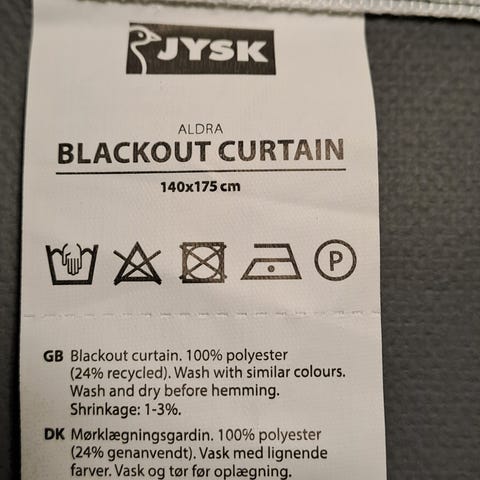 JYSK
ALDRA
BLACKOUT CURTAIN
140x175 cm
P
GB Blackout curtain. 100% polyester
(24% recycled). Wash with similar colours.
Wash and dry before hemming.
Shrinkage: 1-3%.
DK Mørklægningsgardin. 100% polyester
(24% genanvendt). Vask med lignende
farver. Vask og tør før oplægning.